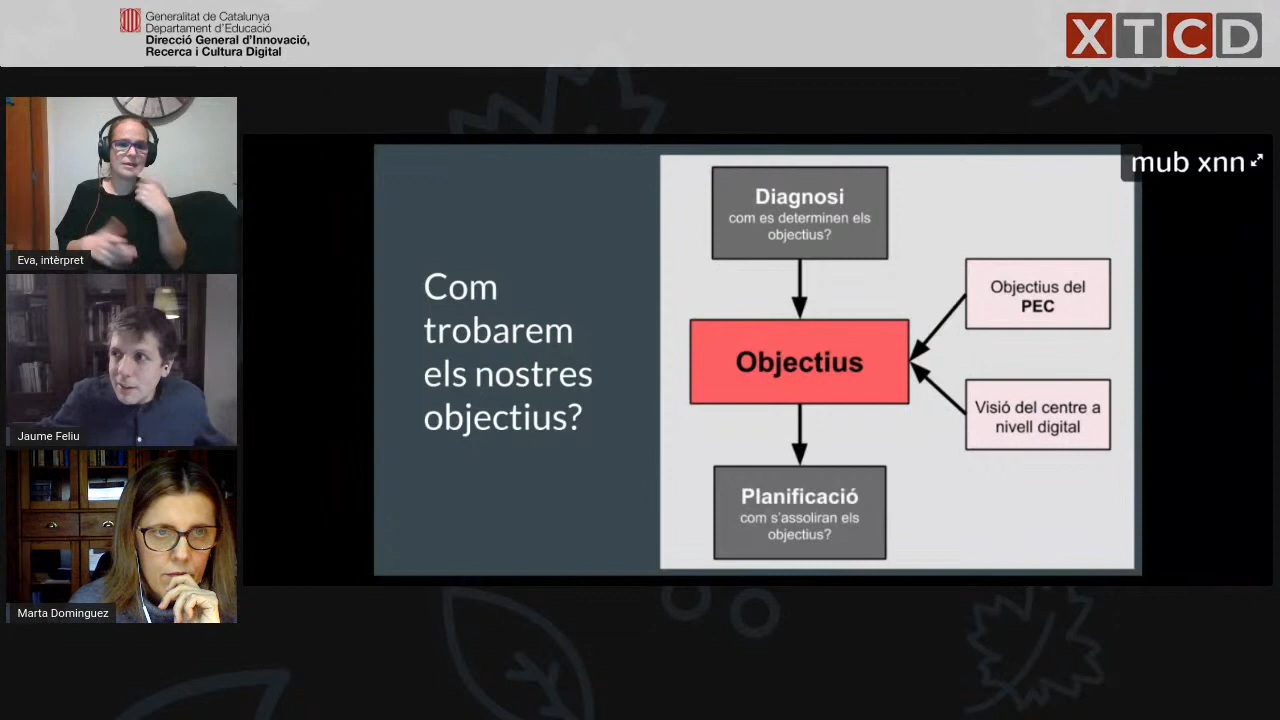 Generalitat de Catalunya
Departament d'Educació
Direcció General d'Innovació,
Recerca i Cultura Digital
XTCD
Eva, intèrpret
Jaume Feliu
Marta Dominguez
mub xnn
Com
trobarem
els nostres
objectius?
Diagnosi
com es determinen els
objectius?
Objectius del
PEC
Objectius
Visió del centre a
nivell digital
Planificació
com s'assoliran els
objectius?